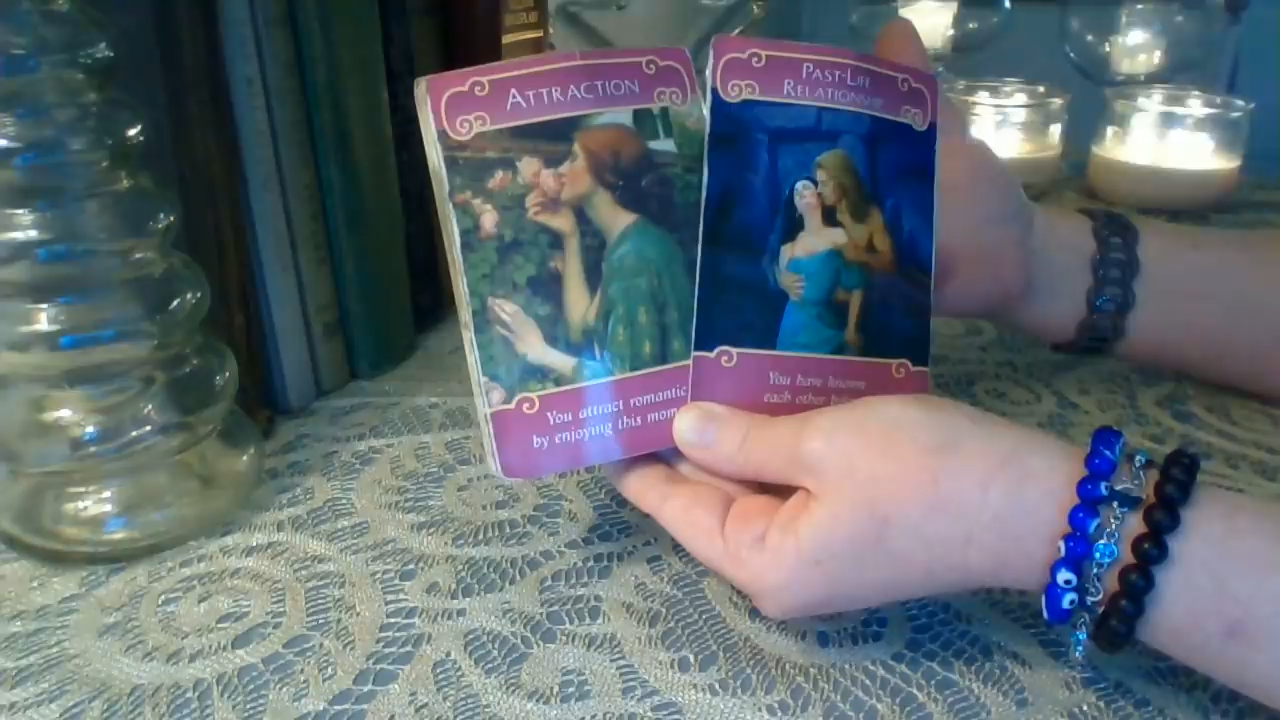 ATTRACTION
You attract romantic
by enjoying this mom
PAST-LIFE
RELATIONSHIP
You have known
each other